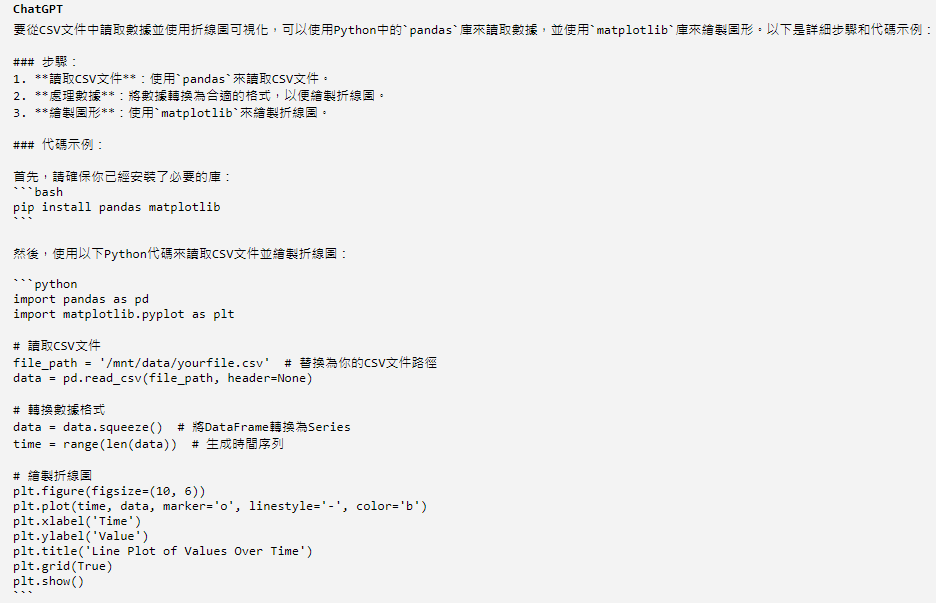 ChatGPT
要從CSV文件中讀取數據並使用折線圖可視化，可以使用Python中的`pandas`庫來讀取數據，並使用`matplotlib`庫來繪製圖形。以下是詳細步驟和代碼示例：
### 步驟：
1. **讀取CSV文件**：使用`pandas`來讀取CSV文件。
2. **處理數據**：將數據轉換為合適的格式，以便繪製折線圖。
3. **繪製圖形**：使用`matplotlib`來繪製折線圖。
### 代碼示例：
首先，請確保你已經安裝了必要的庫：
```bash
pip install pandas matplotlib
```
然後，使用以下Python代碼來讀取CSV文件並繪製折線圖：
```python
import pandas as pd
import matplotlib.pyplot as plt
# 讀取CSV文件
file_path = '/mnt/data/yourfile.csv'  # 替換為你的CSV文件路徑
data = pd.read_csv(file_path, header=None)
# 轉換數據格式
data = data.squeeze()  # 將DataFrame轉換為Series
time = range(len(data))  # 生成時間序列
# 繪製折線圖
plt.figure(figsize=(10, 6))
plt.plot(time, data, marker='o', linestyle='-', color='b')
plt.xlabel('Time')
plt.ylabel('Value')
plt.title('Line Plot of Values Over Time')
plt.grid(True)
plt.show()
```